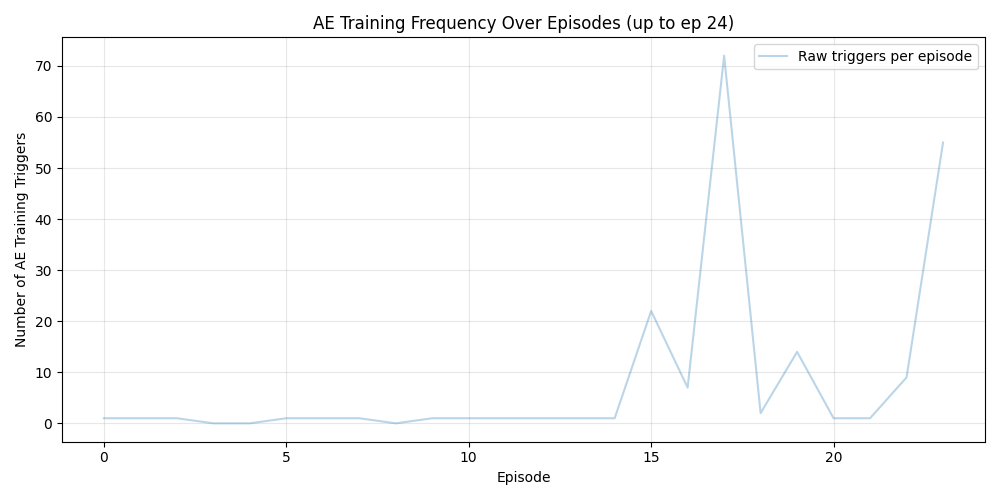 AE Training Frequency Over Episodes (up to ep 24)
Raw triggers per episode
Number of AE Training Triggers
70
60
50
40
30
20
10
0
0 5 10 15 20
Episode